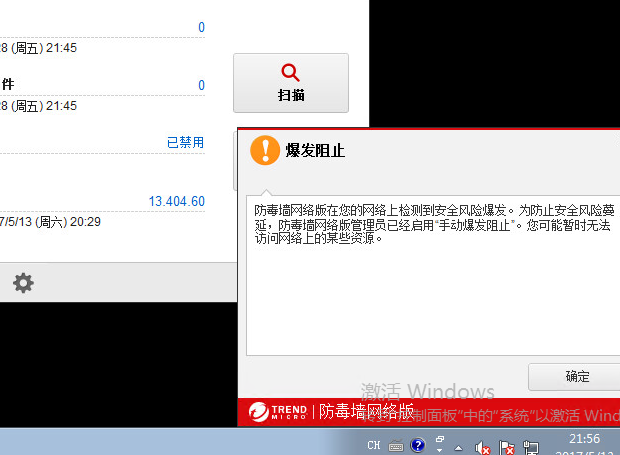 0
28 (周五) 21:45
件
0
28 (周五) 21:45
扫描
已禁用
爆发阻止
13.404.60
7/5/13 (周六) 20:29
防毒墙网络版在您的网络上检测到安全风险爆发。为防止安全风险蔓
延，防毒墙网络版管理员已经启用“手动爆发阻止”。您可能暂时无法
访问网络上的某些资源。
确定
激活 Windows
TREND MICRO 防毒墙网络版
转到"控制面板"中的"系统"以激活 Wind
CH
21:56
2017/5/13